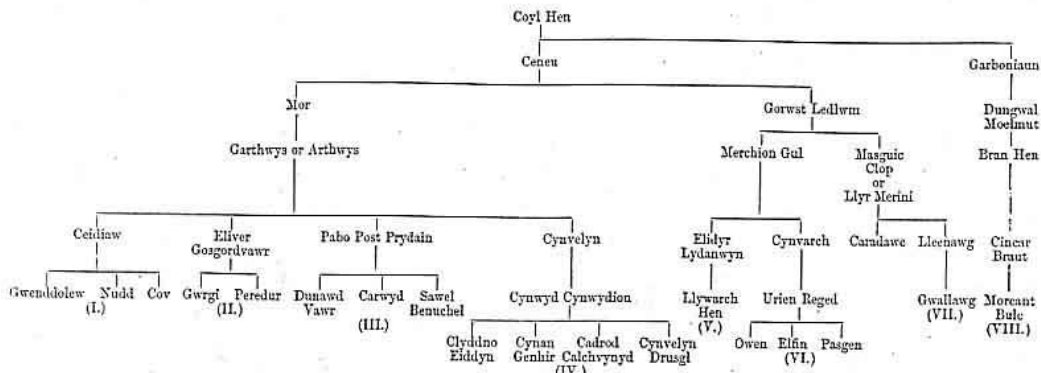 Coyl Hen
Ceneu
Garboniaun
Mor
Gorwst Ledlwm
Dungwal
Moelmut
Garthwys or Arthwys
Merchion Gul
Masguic
Clop
or
Llyr Merini
Bran Hen
Ceidiaw
Eliver
Gosgordvawr
Pabo Post Prydain
Cynvelyn
Elidyr
Lydanwyn
Cynvarch
Caradawc
Lleenawg
Cincar
Braut
Gwenddolew
Nudd
Cov
(I.)
Gwrgi
Peredur
(II.)
Dunawd
Vawr
Carwyd
Sawel
Benuchel
(III.)
Cynwyd Cynwydion
Llywarch
Hen
(V.)
Urien Reged
Gwallawg
(VII.)
Morcant
Bulc
(VIII.)
Clyddno
Eiddyn
Cynan
Genhir
Cadrod
Calchvynyd
Cynvelyn
Drusgl
(IV.)
Owen
Elfin
Pasgen
(VI.)